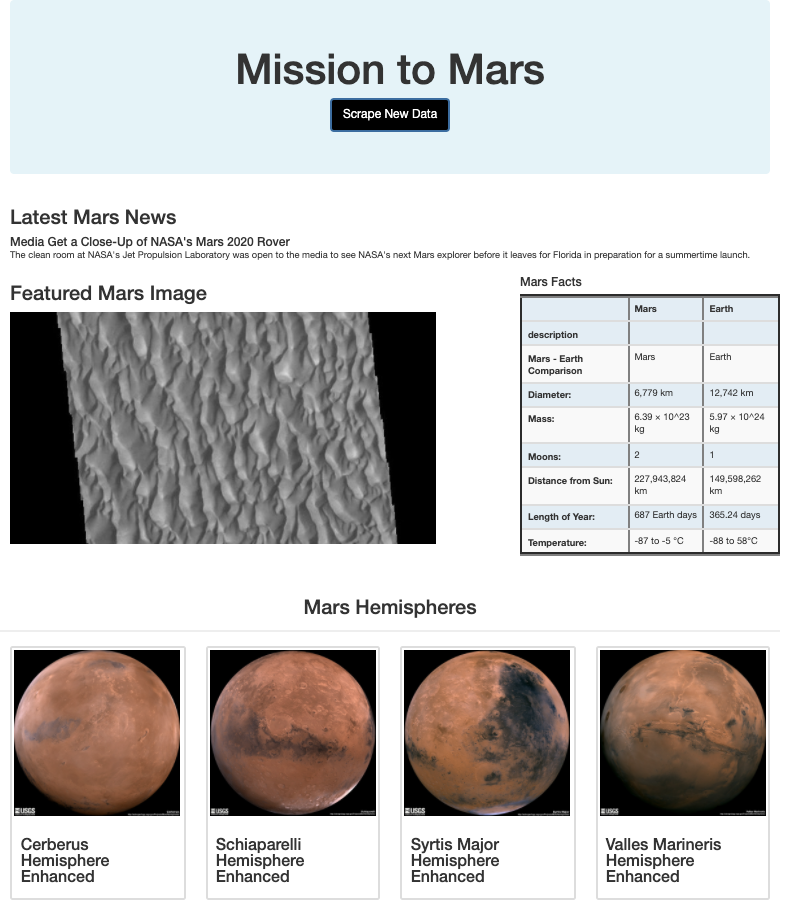 Mission to Mars
Scrape New Data
Latest Mars News
Media Get a Close-Up of NASA's Mars 2020 Rover
The clean room at NASA's Jet Propulsion Laboratory was open to the media to see NASA's next Mars explorer before it leaves for Florida in preparation for a summertime launch.
Featured Mars Image
Mars Facts
Mars Earth
description
Mars - Earth Mars Earth
Comparison
Diameter: 6,779 km 12,742 km
Mass: 6.39 × 10^23 5.97 × 10^24
kg kg
Moons: 2 1
Distance from Sun: 227,943,824 149,598,262
km km
Length of Year: 687 Earth days 365.24 days
Temperature: -87 to -5 °C -88 to 58°C
Mars Hemispheres
USGS
USGS
USGS
USGS
Cerberus
Hemisphere
Enhanced
Schiaparelli
Hemisphere
Enhanced
Syrtis Major
Hemisphere
Enhanced
Valles Marineris
Hemisphere
Enhanced